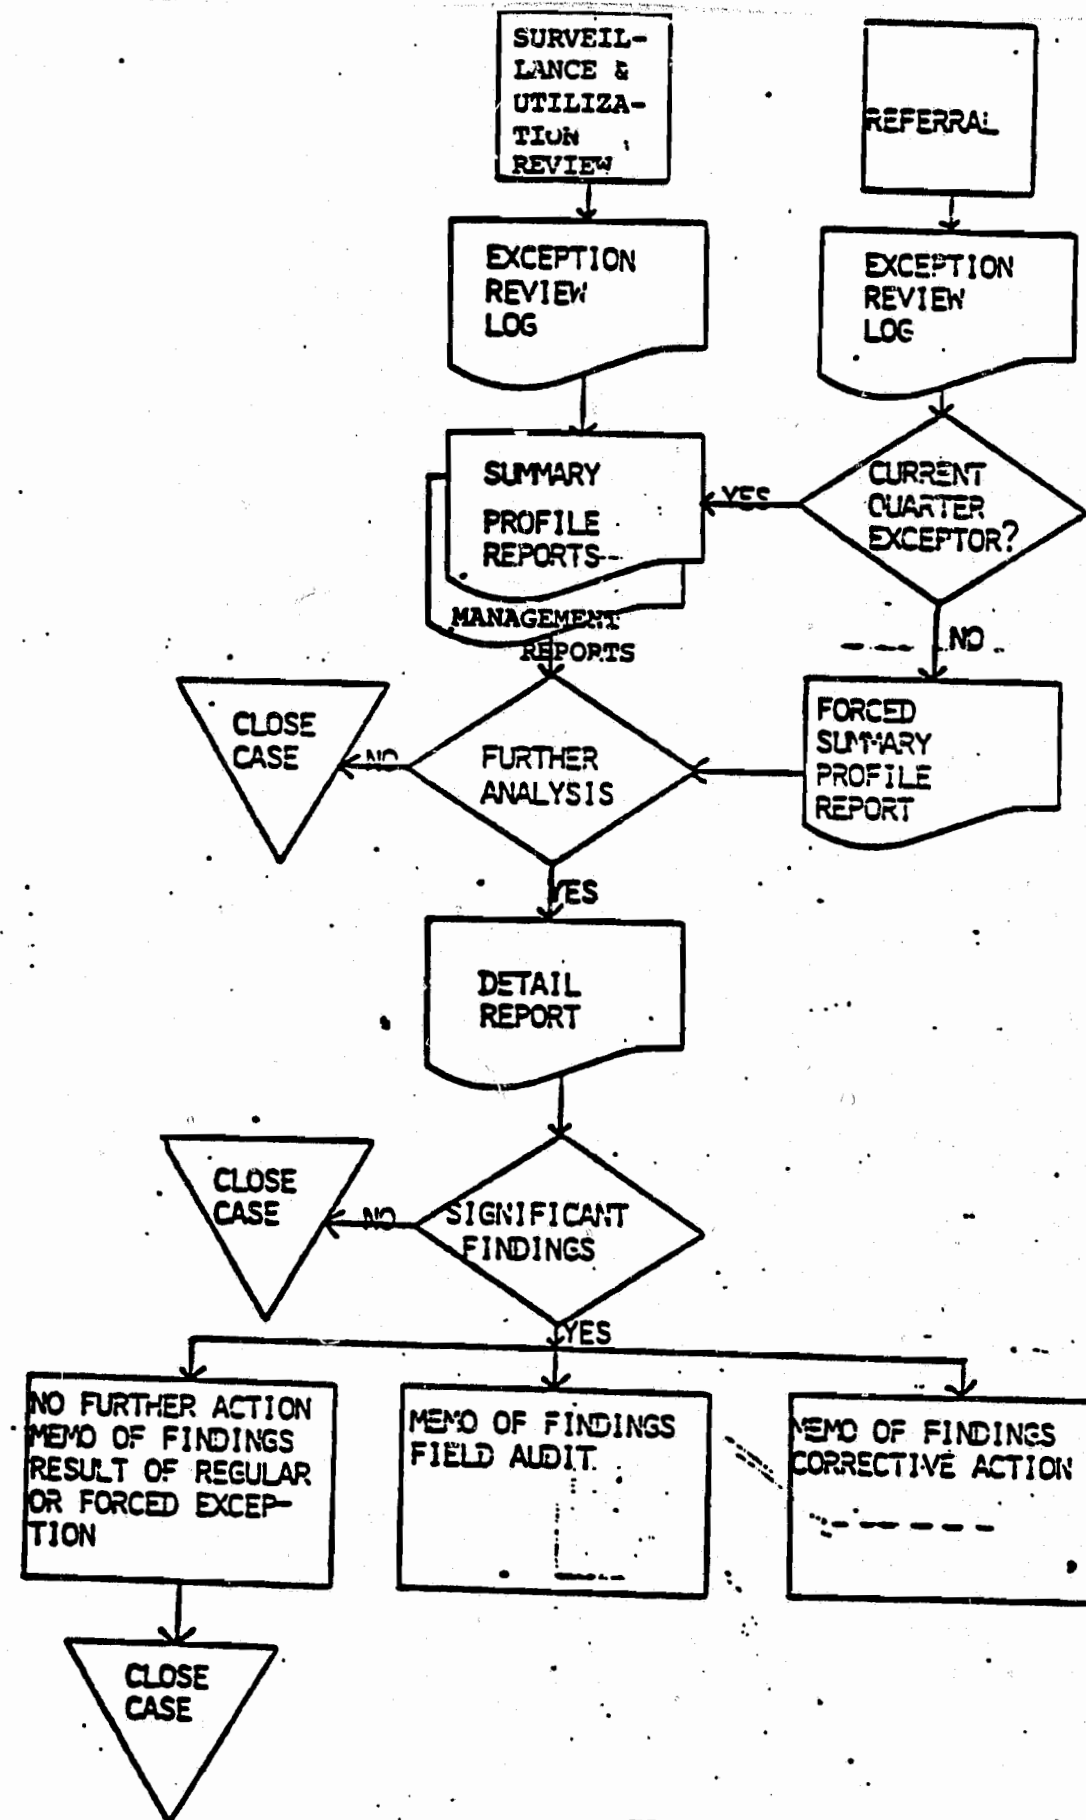 SURVEIL-
LANCE &
UTILIZA-
TION
REVIEW
REFERRAL
EXCEPTION
REVIEW
LOG
EXCEPTION
REVIEW
LOG
SUMMARY
PROFILE
REPORTS
MANAGEMENT
REPORTS
YES
CURRENT
QUARTER
EXCEPTOR?
NO
CLOSE
CASE
NO
FURTHER
ANALYSIS
FORCED
SUMMARY
PROFILE
REPORT
YES
DETAIL
REPORT
CLOSE
CASE
NO
SIGNIFICANT
FINDINGS
YES
NO FURTHER ACTION
MEMO OF FINDINGS
RESULT OF REGULAR
OR FORCED EXCEP-
TION
MEMO OF FINDINGS
FIELD AUDIT
MEMO OF FINDINGS
CORRECTIVE ACTION
CLOSE
CASE